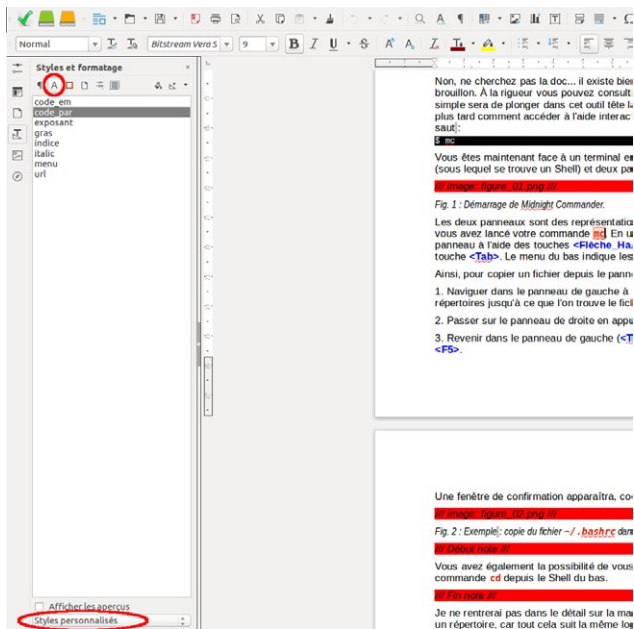 Normal
Bitstream Vera S
9
B I U S
Styles et formatage
code_em
code_par
exposant
gras
indice
italic
menu
url
Afficher les aperçus
Styles personnalisés
Non, ne cherchez pas la doc... il existe bie
brouillon. À la rigueur vous pouvez consult
simple sera de plonger dans cet outil tête l
plus tard comment accéder à l'aide interac
saut :
$ mc
Vous êtes maintenant face à un terminal e
(sous lequel se trouve un Shell) et deux pa
/// Image: figure_01.png ///
Fig. 1 : Démarrage de Midnight Commander.
Les deux panneaux sont des représentatio
vous avez lancé votre commande mc. En u
panneau à l'aide des touches <Flèche_Ha
touche <Tab>. Le menu du bas indique les
Ainsi, pour copier un fichier depuis le pann
1. Naviguer dans le panneau de gauche à
répertoires jusqu'à ce que l'on trouve le fic
2. Passer sur le panneau de droite en appu
3. Revenir dans le panneau de gauche (<T
<F5>.
Une fenêtre de confirmation apparaîtra, co
/// Image: figure_02.png ///
Fig. 2 : Exemple : copie du fichier ~/.bashrc dan
/// Début note ///
Vous avez également la possibilité de vous
commande cd depuis le Shell du bas.
/// Fin note ///
Je ne rentrerai pas dans le détail sur la ma
un répertoire, car tout cela suit la même lo